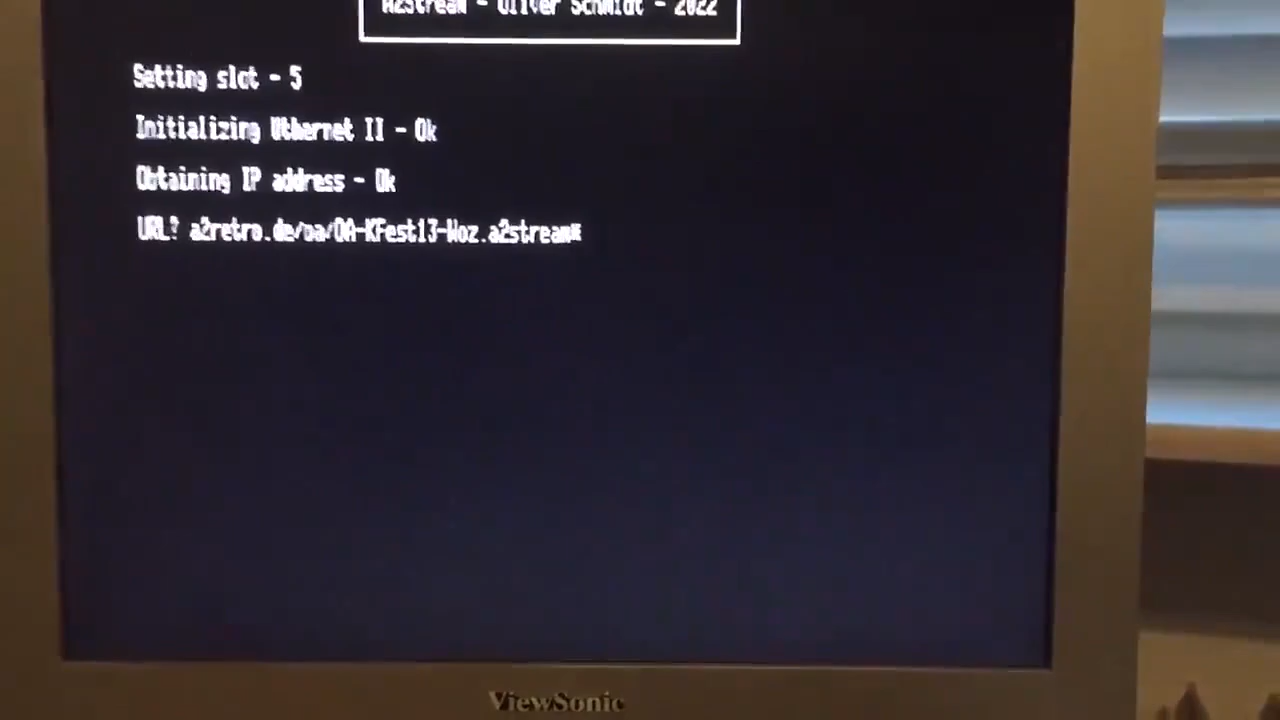 A2Stream - Oliver Schmidt - 2022
Setting slot - 5
Initializing Uthernet II - Ok
Obtaining IP address - Ok
URL? a2retro.de/oa/OA-KFest13-Woz.a2stream
ViewSonic